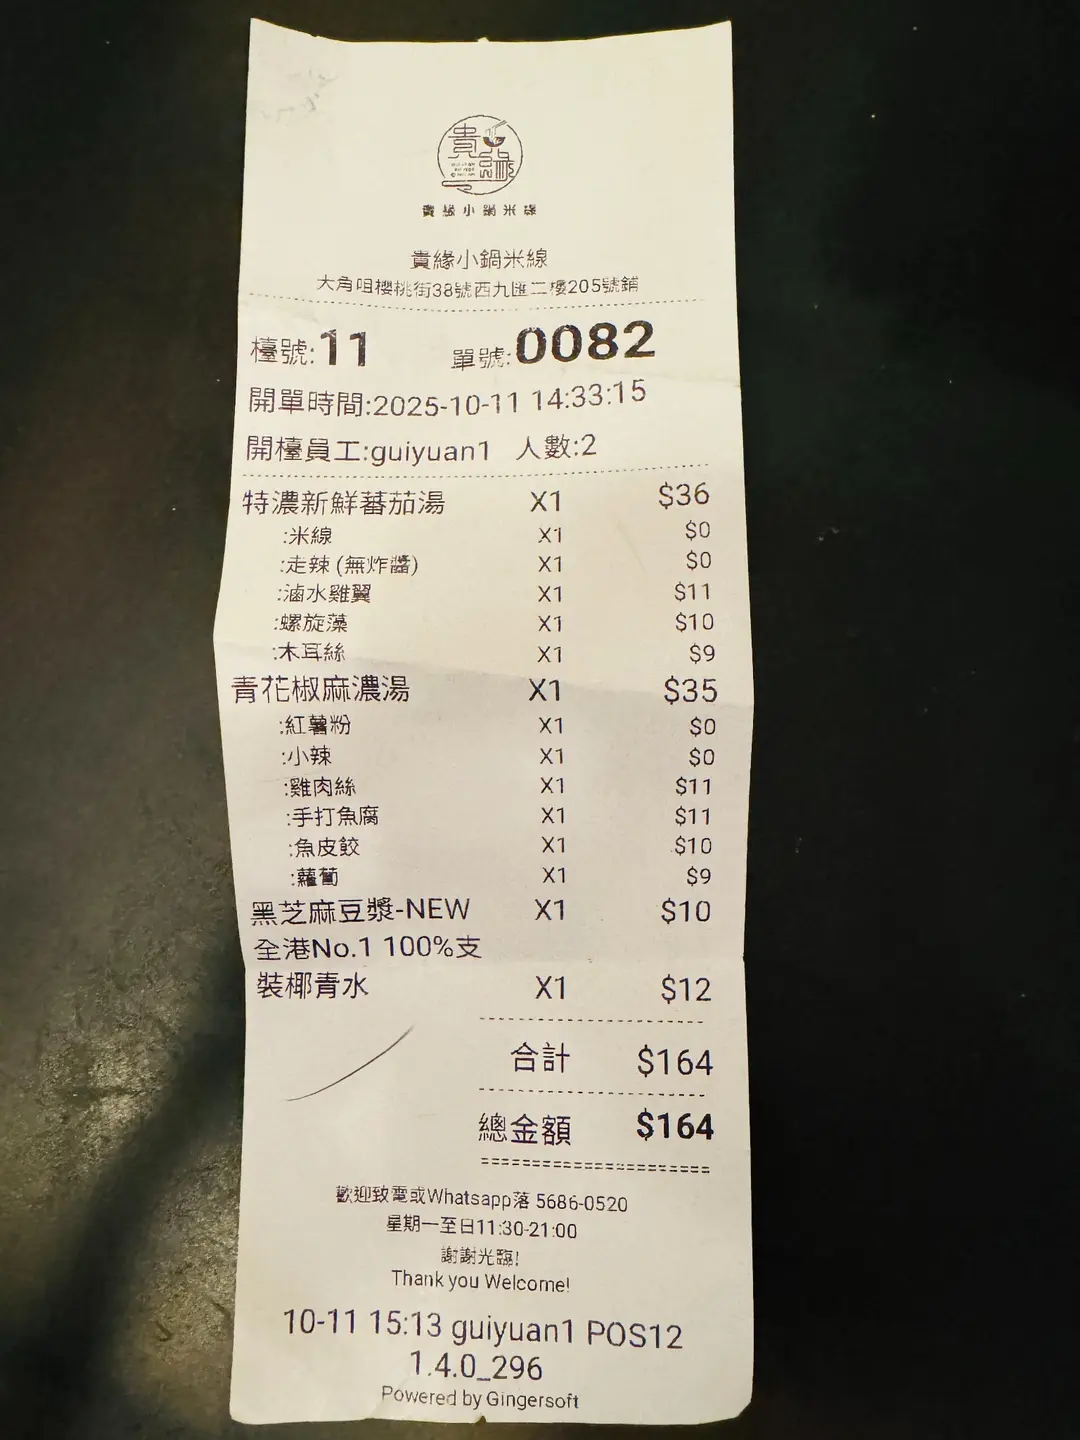 貴緣
貴緣小鍋米線
貴緣小鍋米線
大角咀櫻桃街38號西九匯二樓205號鋪
檯號:11 單號:0082
開單時間:2025-10-11 14:33:15
開檯員工:guiyuan1 人數:2
特濃新鮮蕃茄湯 X1 $36
:米線 X1 $0
:走辣 (無炸醬) X1 $0
:滷水雞翼 X1 $11
:螺旋藻 X1 $10
:木耳絲 X1 $9
青花椒麻濃湯 X1 $35
:紅薯粉 X1 $0
:小辣 X1 $0
:雞肉絲 X1 $11
:手打魚腐 X1 $11
:魚皮餃 X1 $10
:蘿蔔 X1 $9
黑芝麻豆漿-NEW X1 $10
全港No.1 100%支
裝椰青水 X1 $12
合計 $164
總金額 $164
======================
歡迎致電或Whatsapp落 5686-0520
星期一至日11:30-21:00
謝謝光臨!
Thank you Welcome!
10-11 15:13 guiyuan1 POS12
1.4.0_296
Powered by Gingersoft